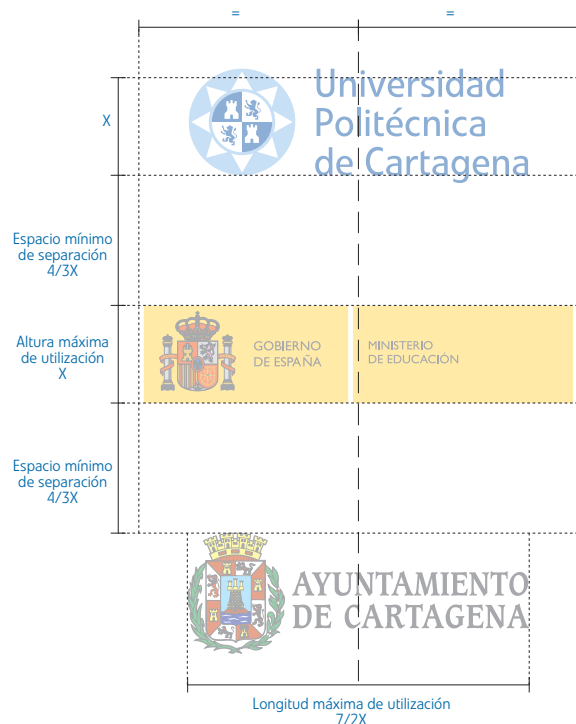 = =
Universidad
Politécnica
de Cartagena
X
Espacio mínimo
de separación
4/3X
Altura máxima
de utilización
X
GOBIERNO
DE ESPAÑA
MINISTERIO
DE EDUCACIÓN
Espacio mínimo
de separación
4/3X
AYUNTAMIENTO
DE CARTAGENA
Longitud máxima de utilización
7/2X